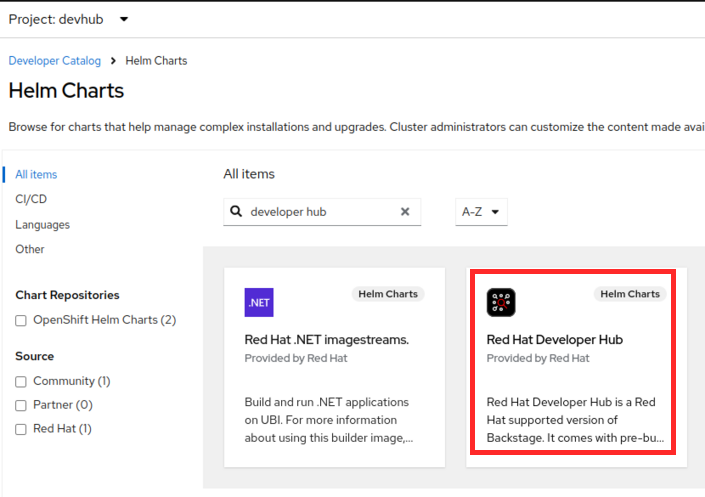 Project: devhub
Developer Catalog > Helm Charts
Helm Charts
Browse for charts that help manage complex installations and upgrades. Cluster administrators can customize the content made avai
All items
CI/CD
Languages
Other
Chart Repositories
OpenShift Helm Charts (2)
Source
Community (1)
Partner (0)
Red Hat (1)
All items
developer hub
A-Z
.NET
Helm Charts
Red Hat .NET imagestreams.
Provided by Red Hat
Build and run .NET applications
on UBI. For more information
about using this builder image,...
Helm Charts
Red Hat Developer Hub
Provided by Red Hat
Red Hat Developer Hub is a Red
Hat supported version of
Backstage. It comes with pre-bu...